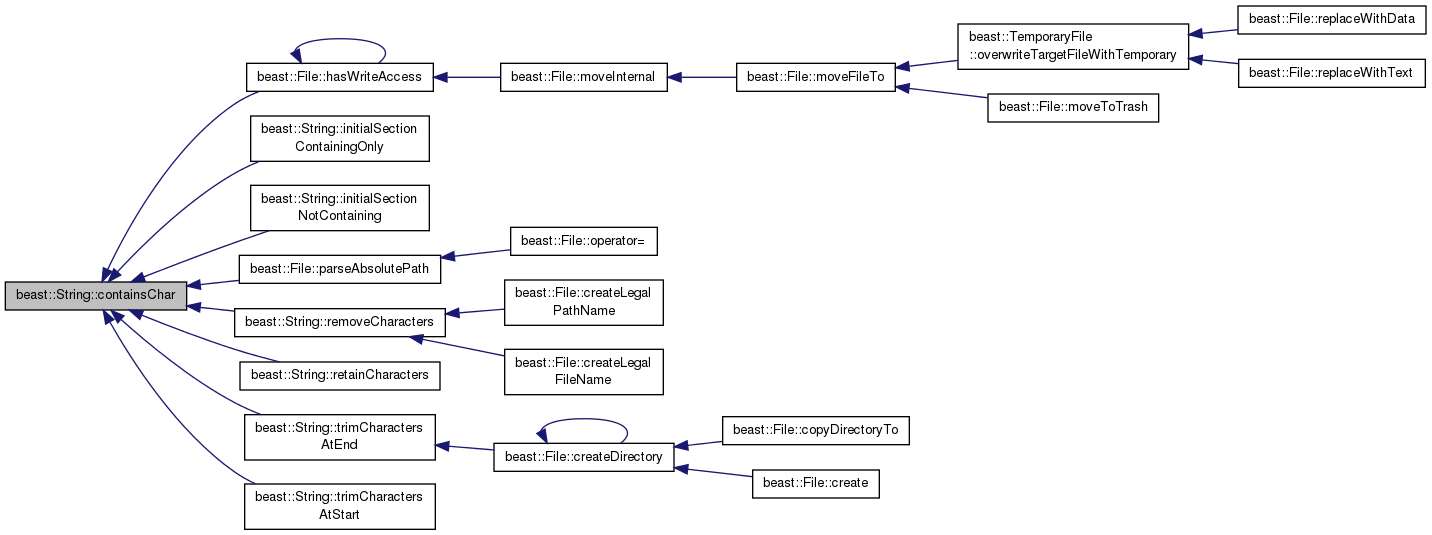 beast::File::replaceWithData
beast::TemporaryFile
::overwriteTargetFileWithTemporary
beast::File::hasWriteAccess
beast::File::moveInternal
beast::File::moveFileTo
beast::File::replaceWithText
beast::File::moveToTrash
beast::String::initialSection
ContainingOnly
beast::String::initialSection
NotContaining
beast::File::operator=
beast::File::parseAbsolutePath
beast::String::containsChar
beast::File::createLegal
PathName
beast::String::removeCharacters
beast::File::createLegal
FileName
beast::String::retainCharacters
beast::String::trimCharacters
AtEnd
beast::File::copyDirectoryTo
beast::File::createDirectory
beast::File::create
beast::String::trimCharacters
AtStart